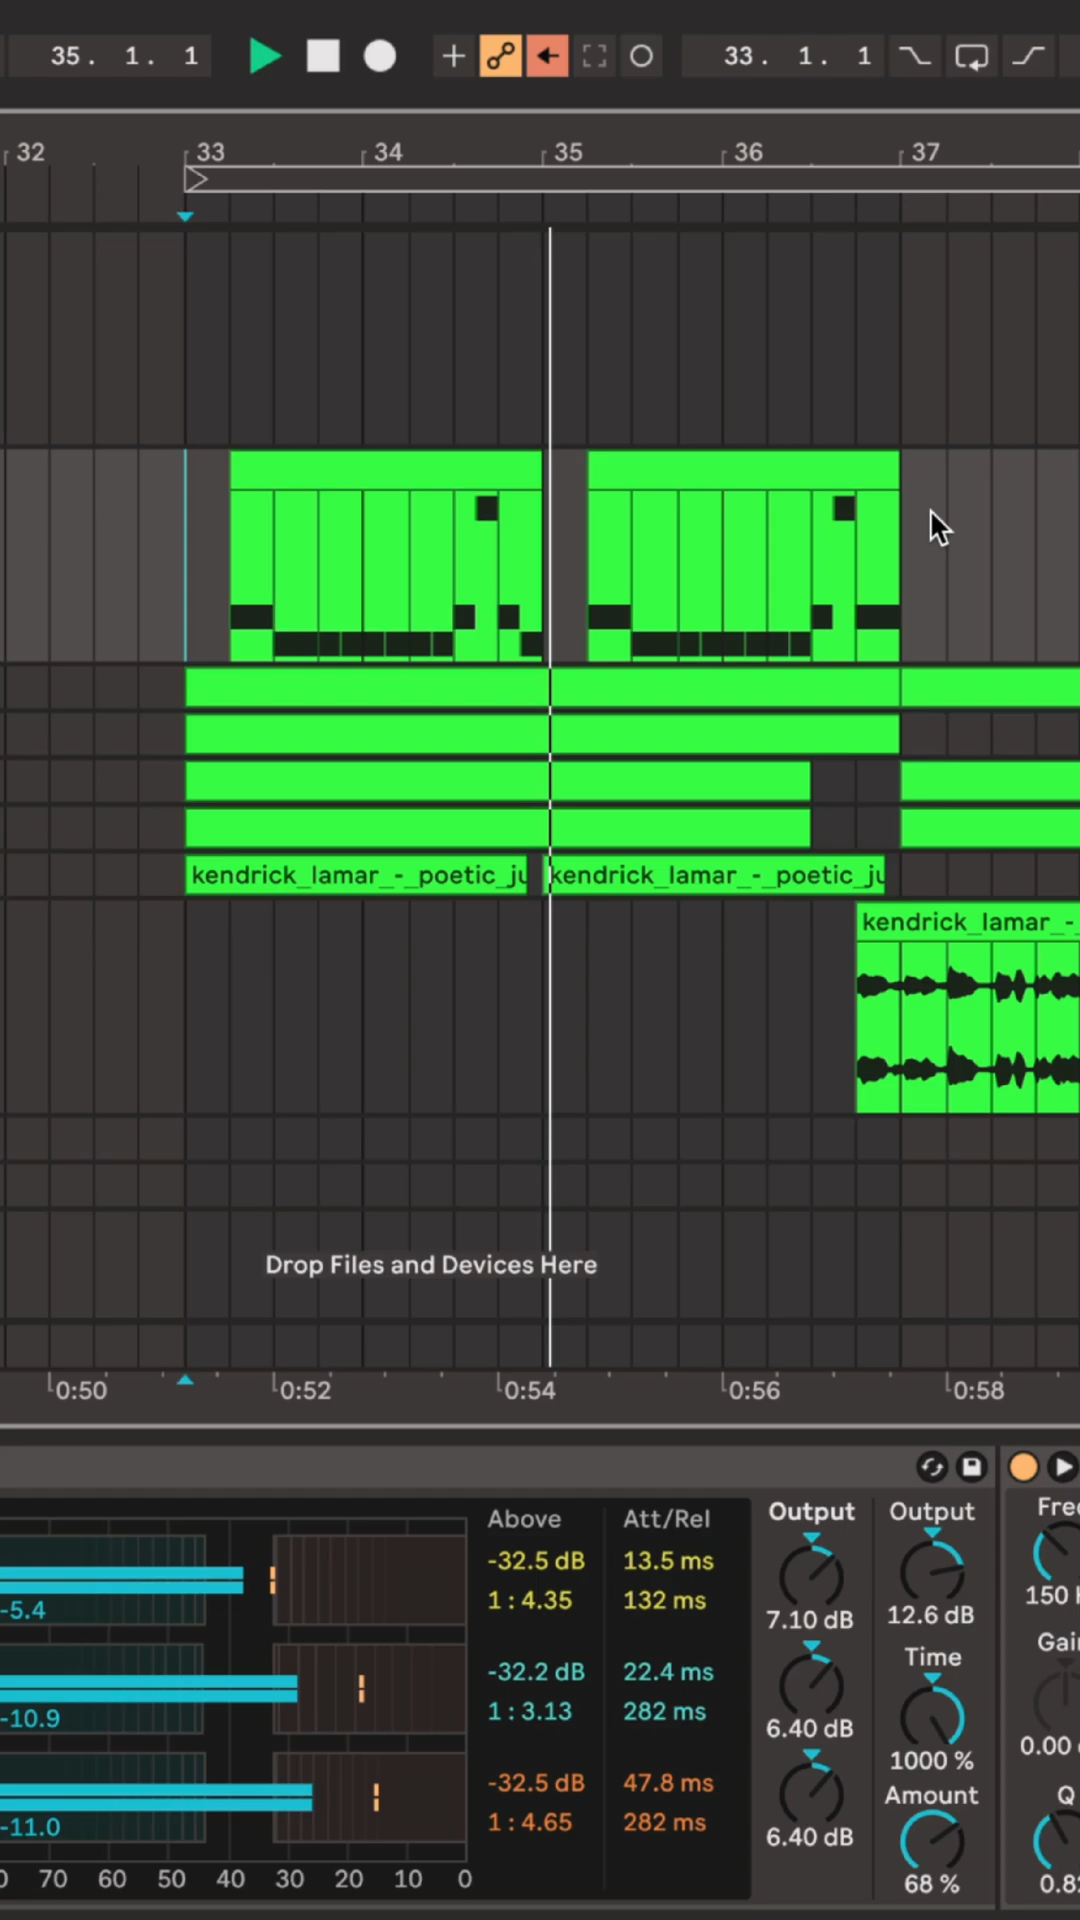 35. 1. 1
33. 1. 1
32 33 34 35 36 37
kendrick_lamar_-_poetic_ju
kendrick_lamar_-_poetic_ju
kendrick_lamar_-_
Drop Files and Devices Here
0:50 0:52 0:54 0:56 0:58
Above Att/Rel Output Output Fre
-32.5 dB 13.5 ms
1 : 4.35 132 ms
-5.4 7.10 dB 12.6 dB 150 H
Time Gai
-32.2 dB 22.4 ms
1 : 3.13 282 ms
-10.9 6.40 dB 1000 % 0.00
Amount Q
-32.5 dB 47.8 ms
1 : 4.65 282 ms
-11.0 6.40 dB 68 % 0.8
70 60 50 40 30 20 10 0